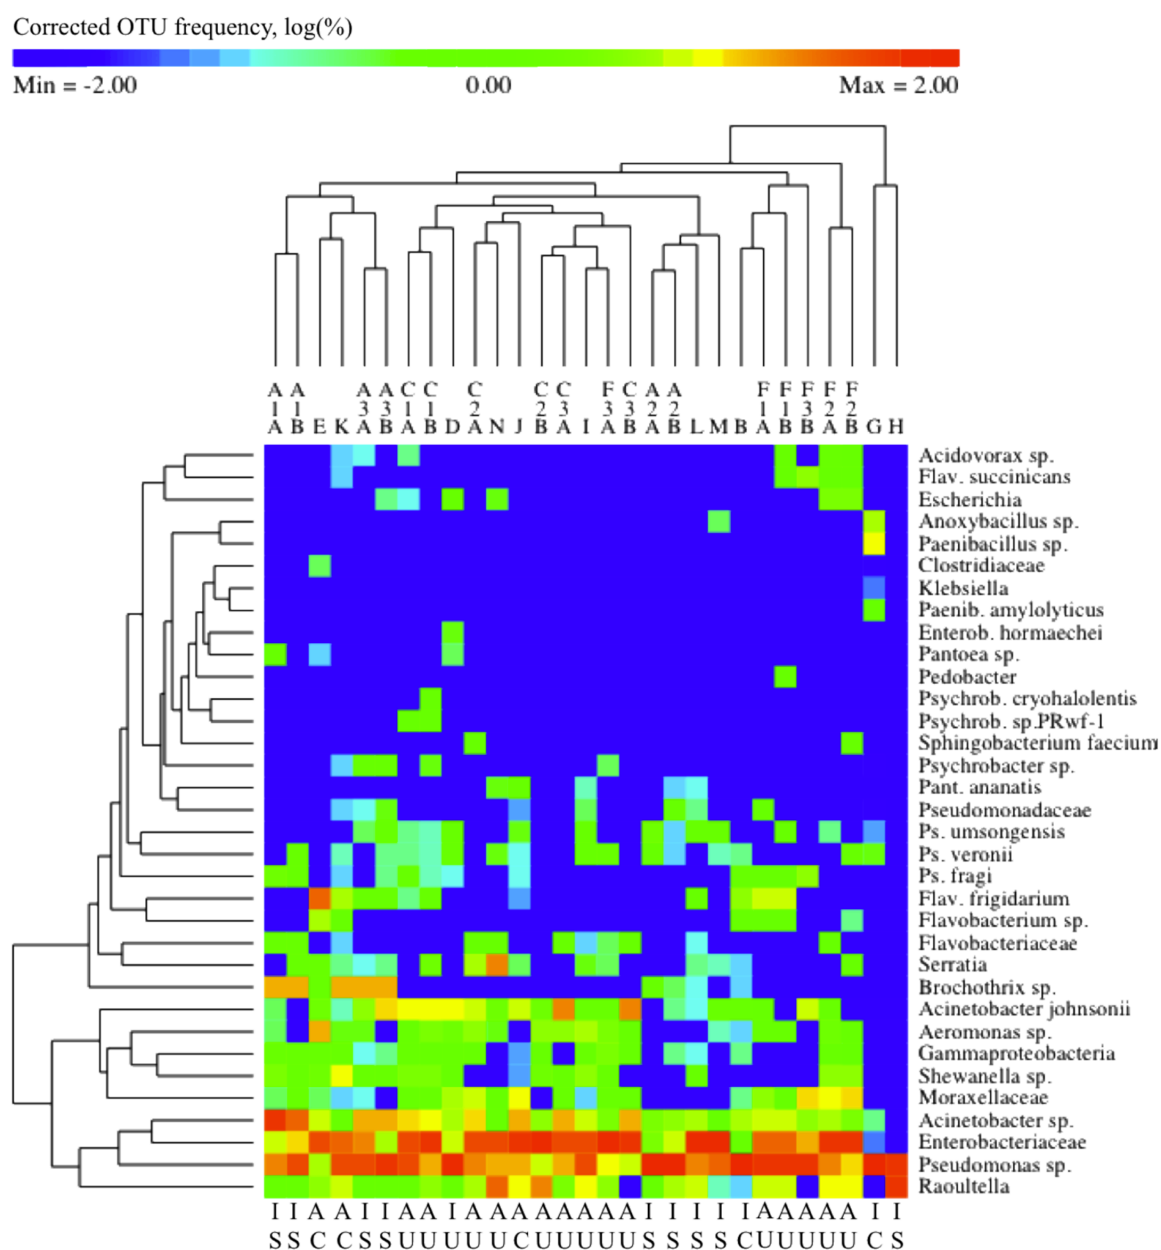 Corrected OTU frequency, log(%)
Min = -2.00 0.00 Max = 2.00
A A A A C C C C C F C A A F F F F F
1 1 3 3 1 1 2 2 3 3 3 2 2 1 1 3 2 2
A B E K A B A B D A N J B A I A B A B L M B A B B A B G H
Acidovorax sp.
Flav. succinicans
Escherichia
Anoxybacillus sp.
Paenibacillus sp.
Clostridiaceae
Klebsiella
Paenib. amylolyticus
Enterob. hormaechei
Pantoea sp.
Pedobacter
Psychrob. cryohalolentis
Psychrob. sp.PRwf-1
Sphingobacterium faecium
Psychrobacter sp.
Pant. ananatis
Pseudomonadaceae
Ps. umsongensis
Ps. veronii
Ps. fragi
Flav. frigidarium
Flavobacterium sp.
Flavobacteriaceae
Serratia
Brochothrix sp.
Acinetobacter johnsonii
Aeromonas sp.
Gammaproteobacteria
Shewanella sp.
Moraxellaceae
Acinetobacter sp.
Enterobacteriaceae
Pseudomonas sp.
Raoultella
I I A A I I A A I A A A A A A A A I I I I I A A A A A I I
S S C C S S U U U U U C U U U U U S S S S C U U U U U C S